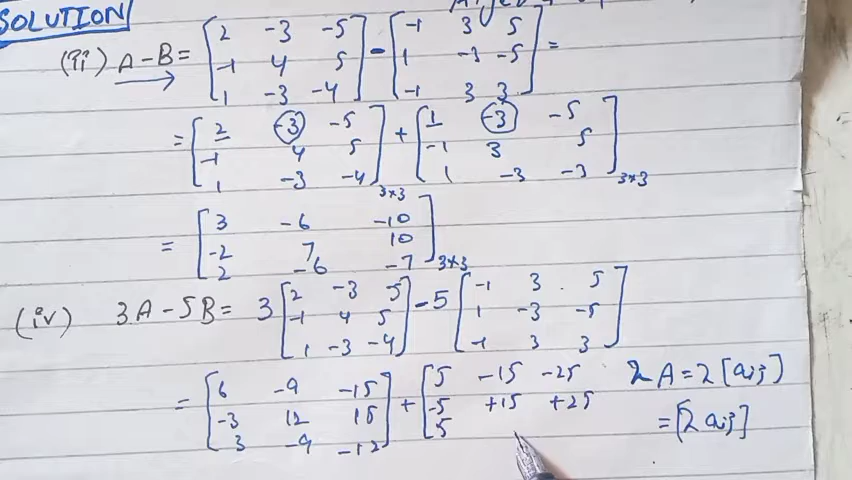 SOLUTION
(ii) A-B= [2 -3 -5] - [-1 3 5] =
-1 4 5 1 -3 -5
1 -3 -4 -1 3 3
= [2 -3 -5] + [1 -3 -5]
-1 4 5 -1 3 5
1 -3 -4 3×3 1 -3 -3 3×3
= [3 -6 -10]
-2 7 10
2 -6 -7 3×3
(iv) 3A-5B= 3 [2 -3 5] -5 [-1 3 5]
-1 4 5 1 -3 -5
1 -3 -4 -1 3 3
= [6 -9 -15] + [5 -15 -25 2A=2[aij]
-3 12 15 -5 +15 +25
3 -9 -12 5 =[2aij]